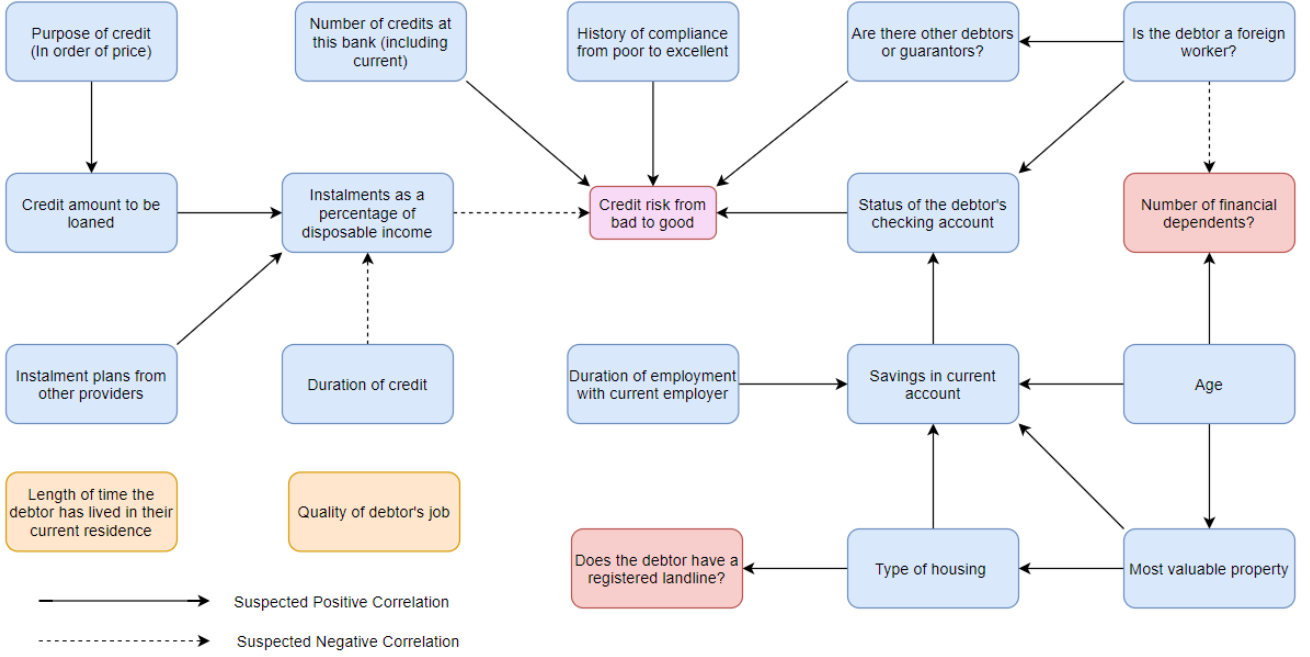 Purpose of credit
(In order of price)
Number of credits at
this bank (including
current)
History of compliance
from poor to excellent
Are there other debtors
or guarantors?
Is the debtor a foreign
worker?
Credit amount to be
loaned
Instalments as a
percentage of
disposable income
Credit risk from
bad to good
Status of the debtor's
checking account
Number of financial
dependents?
Instalment plans from
other providers
Duration of credit
Duration of employment
with current employer
Savings in current
account
Age
Length of time the
debtor has lived in their
current residence
Quality of debtor's job
Does the debtor have a
registered landline?
Type of housing
Most valuable property
Suspected Positive Correlation
Suspected Negative Correlation